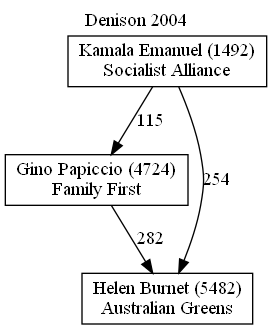 Denison 2004
Kamala Emanuel (1492)
Socialist Alliance
115
Gino Papiccio (4724)
Family First
254
282
Helen Burnet (5482)
Australian Greens